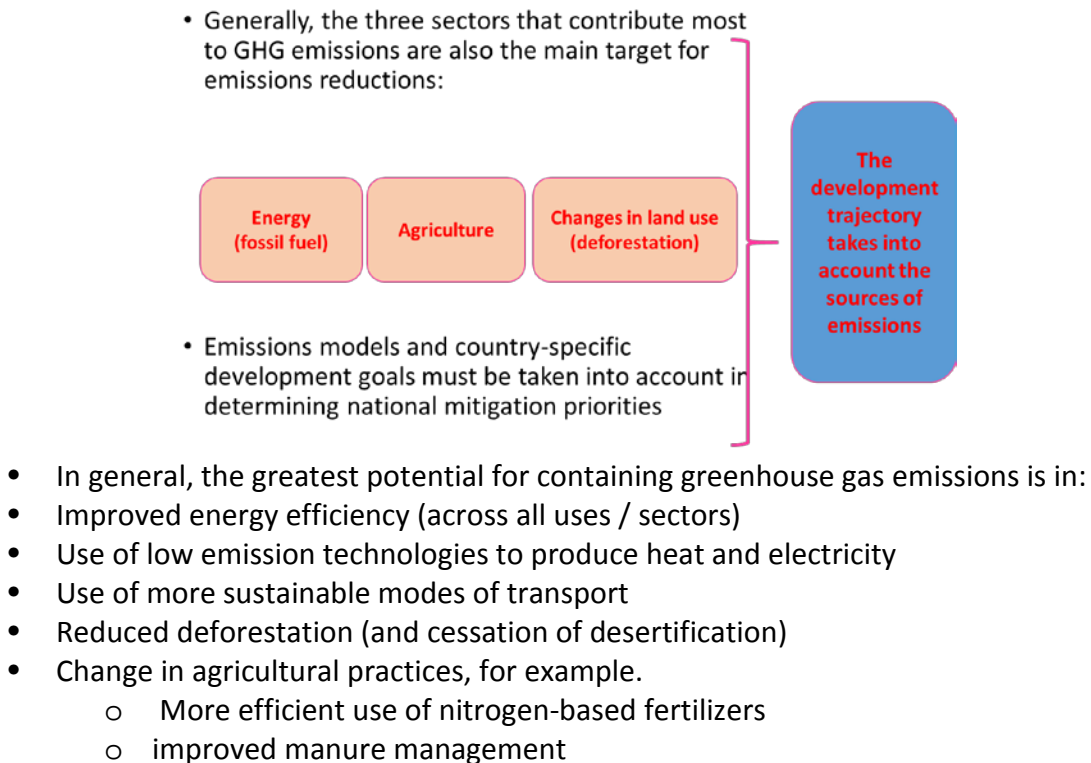 • Generally, the three sectors that contribute most
to GHG emissions are also the main target for
emissions reductions:
Energy
(fossil fuel)
Agriculture
Changes in land use
(deforestation)
The
development
trajectory
takes into
account the
sources of
emissions
• Emissions models and country-specific
development goals must be taken into account in
determining national mitigation priorities
• In general, the greatest potential for containing greenhouse gas emissions is in:
• Improved energy efficiency (across all uses / sectors)
• Use of low emission technologies to produce heat and electricity
• Use of more sustainable modes of transport
• Reduced deforestation (and cessation of desertification)
• Change in agricultural practices, for example.
o More efficient use of nitrogen-based fertilizers
o improved manure management